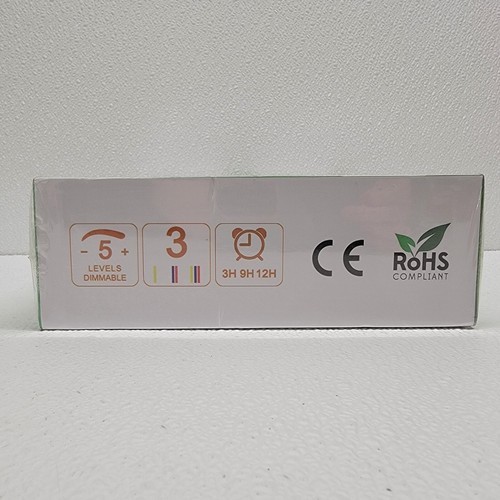 - 5 +
LEVELS
DIMMABLE
3
3H 9H 12H
CE
RoHS
COMPLIANT